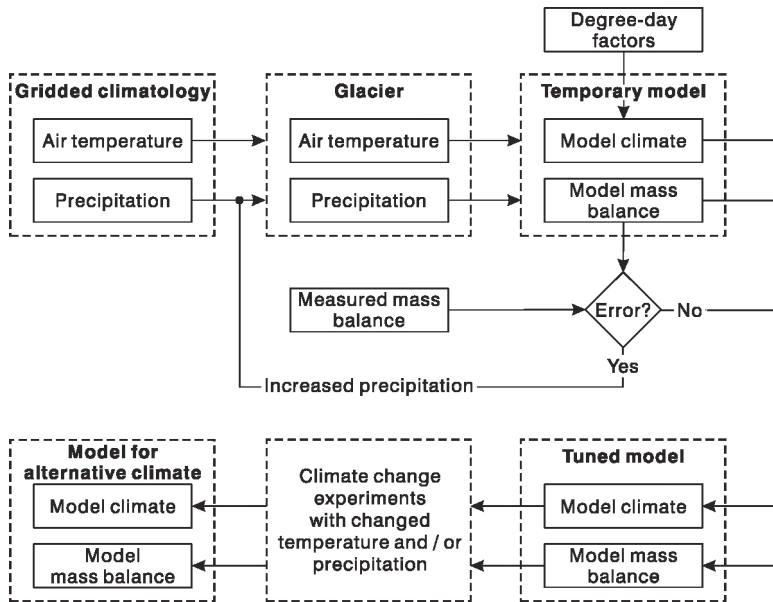 Degree-day
factors
Gridded climatology
Glacier
Temporary model
Air temperature
Air temperature
Model climate
Precipitation
Precipitation
Model mass
balance
Measured mass
balance
Error?
No
Yes
Increased precipitation
Model for
alternative climate
Model climate
Model
mass balance
Climate change
experiments
with changed
temperature and / or
precipitation
Tuned model
Model climate
Model mass
balance